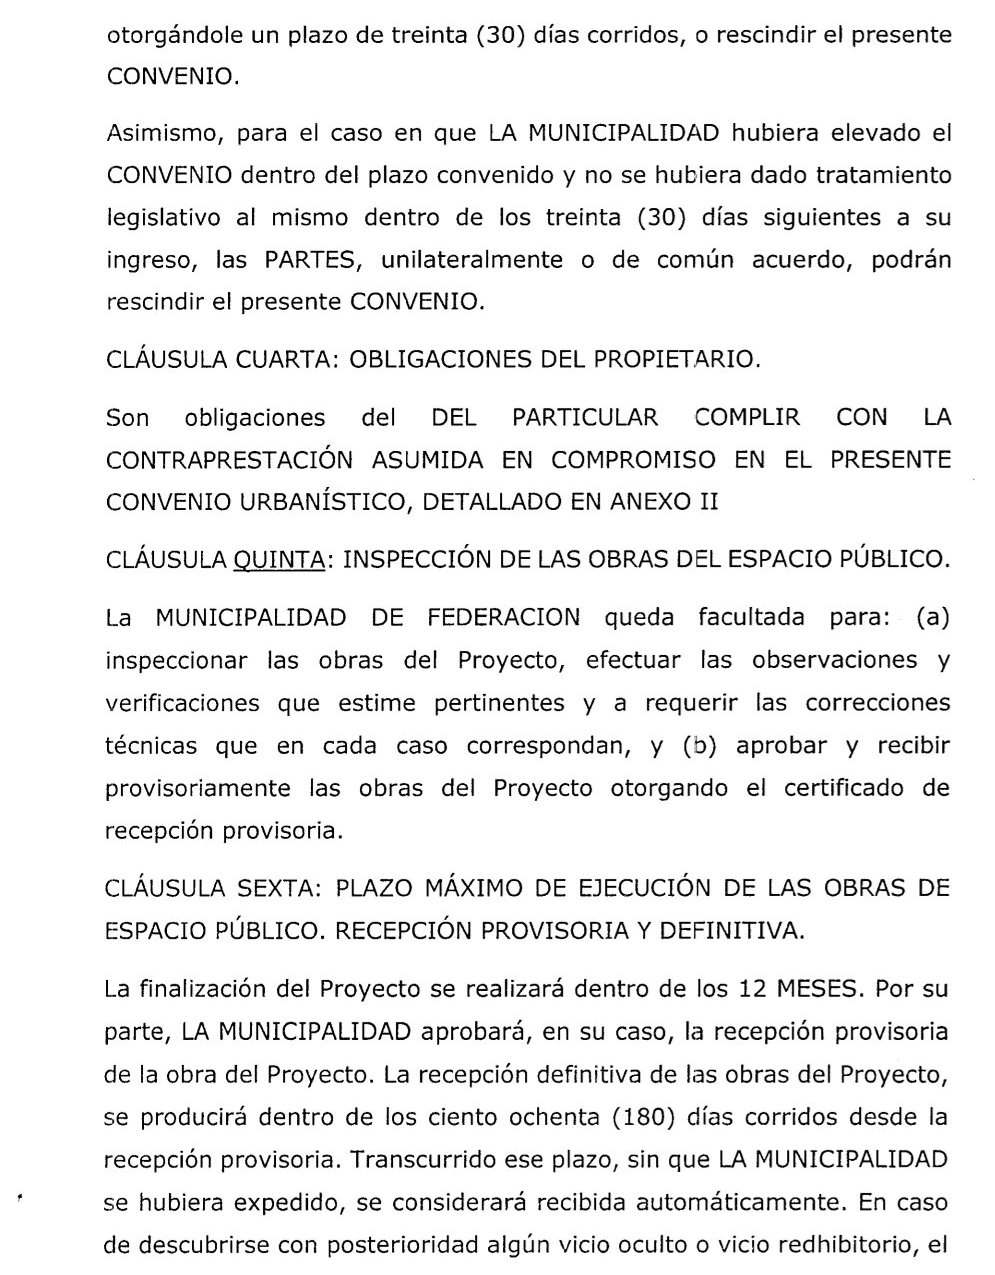 otorgándole un plazo de treinta (30) días corridos, o rescindir el presente
CONVENIO.
Asimismo, para el caso en que LA MUNICIPALIDAD hubiera elevado el
CONVENIO dentro del plazo convenido y no se hubiera dado tratamiento
legislativo al mismo dentro de los treinta (30) días siguientes a su
ingreso, las PARTES, unilateralmente o de común acuerdo, podrán
rescindir el presente CONVENIO.
CLÁUSULA CUARTA: OBLIGACIONES DEL PROPIETARIO.
Son obligaciones del DEL PARTICULAR COMPLIR CON LA
CONTRAPRESTACIÓN ASUMIDA EN COMPROMISO EN EL PRESENTE
CONVENIO URBANÍSTICO, DETALLADO EN ANEXO II
CLÁUSULA QUINTA: INSPECCIÓN DE LAS OBRAS DEL ESPACIO PÚBLICO.
La MUNICIPALIDAD DE FEDERACION queda facultada para: (a)
inspeccionar las obras del Proyecto, efectuar las observaciones y
verificaciones que estime pertinentes y a requerir las correcciones
técnicas que en cada caso correspondan, y (b) aprobar y recibir
provisoriamente las obras del Proyecto otorgando el certificado de
recepción provisoria.
CLÁUSULA SEXTA: PLAZO MÁXIMO DE EJECUCIÓN DE LAS OBRAS DE
ESPACIO PÚBLICO. RECEPCIÓN PROVISORIA Y DEFINITIVA.
La finalización del Proyecto se realizará dentro de los 12 MESES. Por su
parte, LA MUNICIPALIDAD aprobará, en su caso, la recepción provisoria
de la obra del Proyecto. La recepción definitiva de las obras del Proyecto,
se producirá dentro de los ciento ochenta (180) días corridos desde la
recepción provisoria. Transcurrido ese plazo, sin que LA MUNICIPALIDAD
se hubiera expedido, se considerará recibida automáticamente. En caso
de descubrirse con posterioridad algún vicio oculto o vicio redhibitorio, el